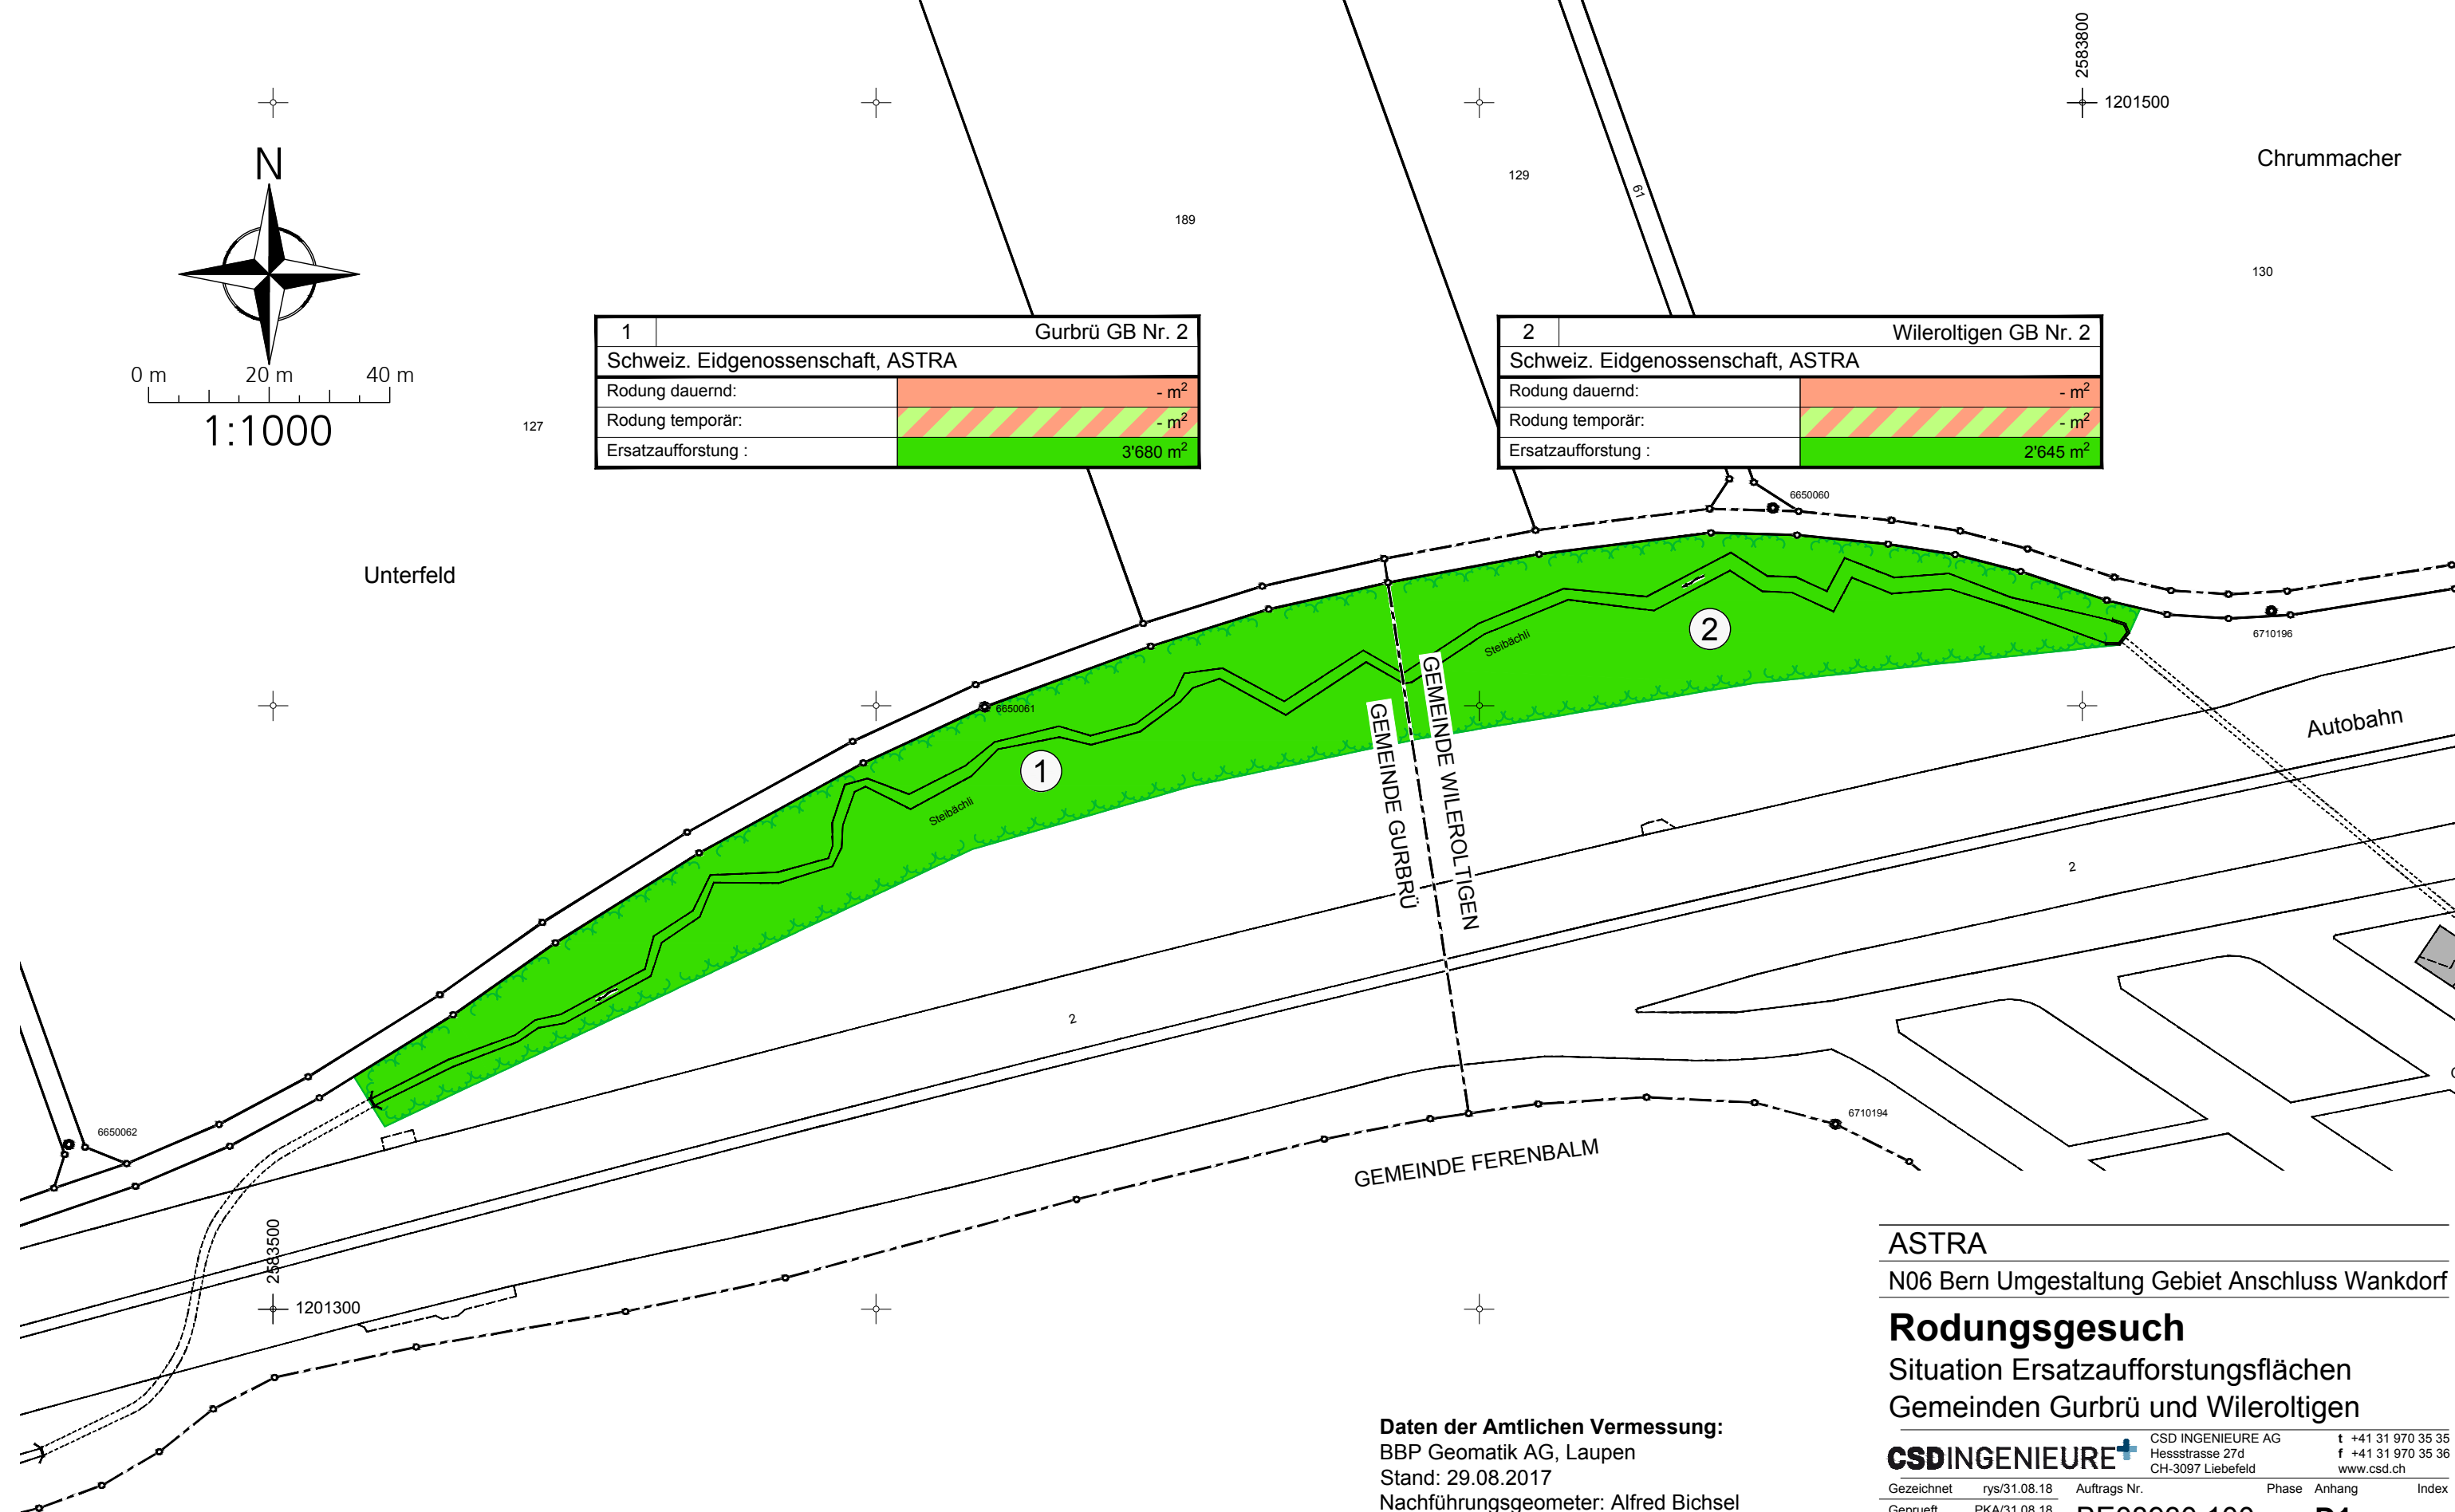 2583800
1201500
N
Chrummacher
129
61
189
130
0 m 20 m 40 m
1:1000
127
1 Gurbrü GB Nr. 2
Schweiz. Eidgenossenschaft, ASTRA
Rodung dauernd: - m²
Rodung temporär: - m²
Ersatzaufforstung : 3'680 m²
2 Wileroltigen GB Nr. 2
Schweiz. Eidgenossenschaft, ASTRA
Rodung dauernd: - m²
Rodung temporär: - m²
Ersatzaufforstung : 2'645 m²
6650060
Unterfeld
2
Steibächli
6710196
6650061
Autobahn
1
Steibächli
GEMEINDE GURBRÜ
GEMEINDE WILEROLTIGEN
2
2
6650062
6710194
GEMEINDE FERENBALM
2583500
1201300
ASTRA
N06 Bern Umgestaltung Gebiet Anschluss Wankdorf
Rodungsgesuch
Situation Ersatzaufforstungsflächen
Gemeinden Gurbrü und Wileroltigen
Daten der Amtlichen Vermessung:
BBP Geomatik AG, Laupen
Stand: 29.08.2017
Nachführungsgeometer: Alfred Bichsel
CSDINGENIEURE
CSD INGENIEURE AG t +41 31 970 35 35
Hessstrasse 27d f +41 31 970 35 36
CH-3097 Liebefeld www.csd.ch
Gezeichnet rys/31.08.18 Auftrags Nr. Phase Anhang Index
Geprueft PKA/31.08.18